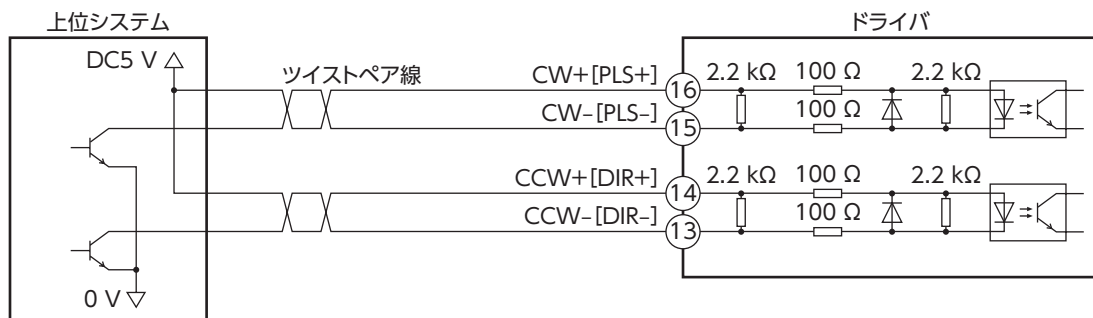 上位システム
ドライバ
DC5 V
ツイストペア線
CW+[PLS+]
16
2.2 kΩ
100 Ω
2.2 kΩ
CW-[PLS-]
15
100 Ω
CCW+[DIR+]
14
2.2 kΩ
100 Ω
2.2 kΩ
CCW-[DIR-]
13
100 Ω
0 V